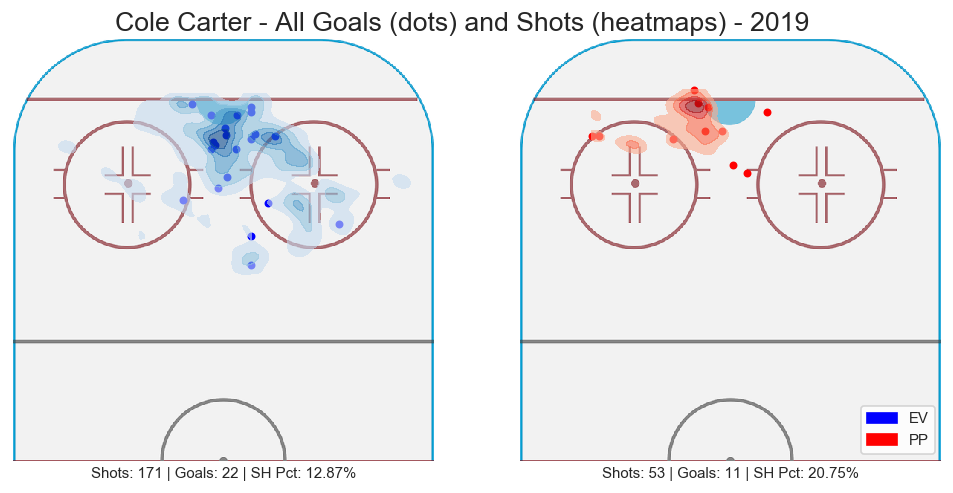 Cole Carter - All Goals (dots) and Shots (heatmaps) - 2019
EV
PP
Shots: 171 | Goals: 22 | SH Pct: 12.87%
Shots: 53 | Goals: 11 | SH Pct: 20.75%